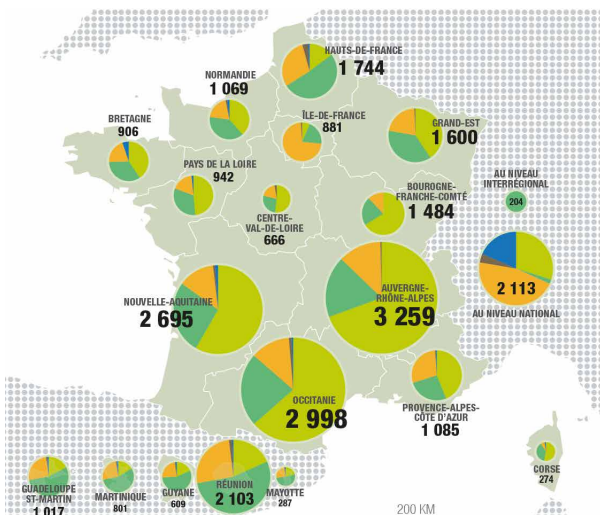 HAUTS-DE-FRANCE
1 744
NORMANDIE
1 069
ÎLE-DE-FRANCE
881
BRETAGNE
906
GRAND-EST
1 600
PAYS DE LA LOIRE
942
AU NIVEAU
INTERRÉGIONAL
204
BOURGOGNE-
FRANCHE-COMTÉ
1 484
CENTRE-
VAL-DE-LOIRE
666
2 113
AU NIVEAU NATIONAL
NOUVELLE-AQUITAINE
2 695
AUVERGNE-
RHÔNE-ALPES
3 259
OCCITANIE
2 998
PROVENCE-ALPES-
CÔTE D'AZUR
1 085
CORSE
274
GUADELOUPE
ST-MARTIN
1 017
MARTINIQUE
801
GUYANE
609
RÉUNION
2 103
MAYOTTE
287
200 KM